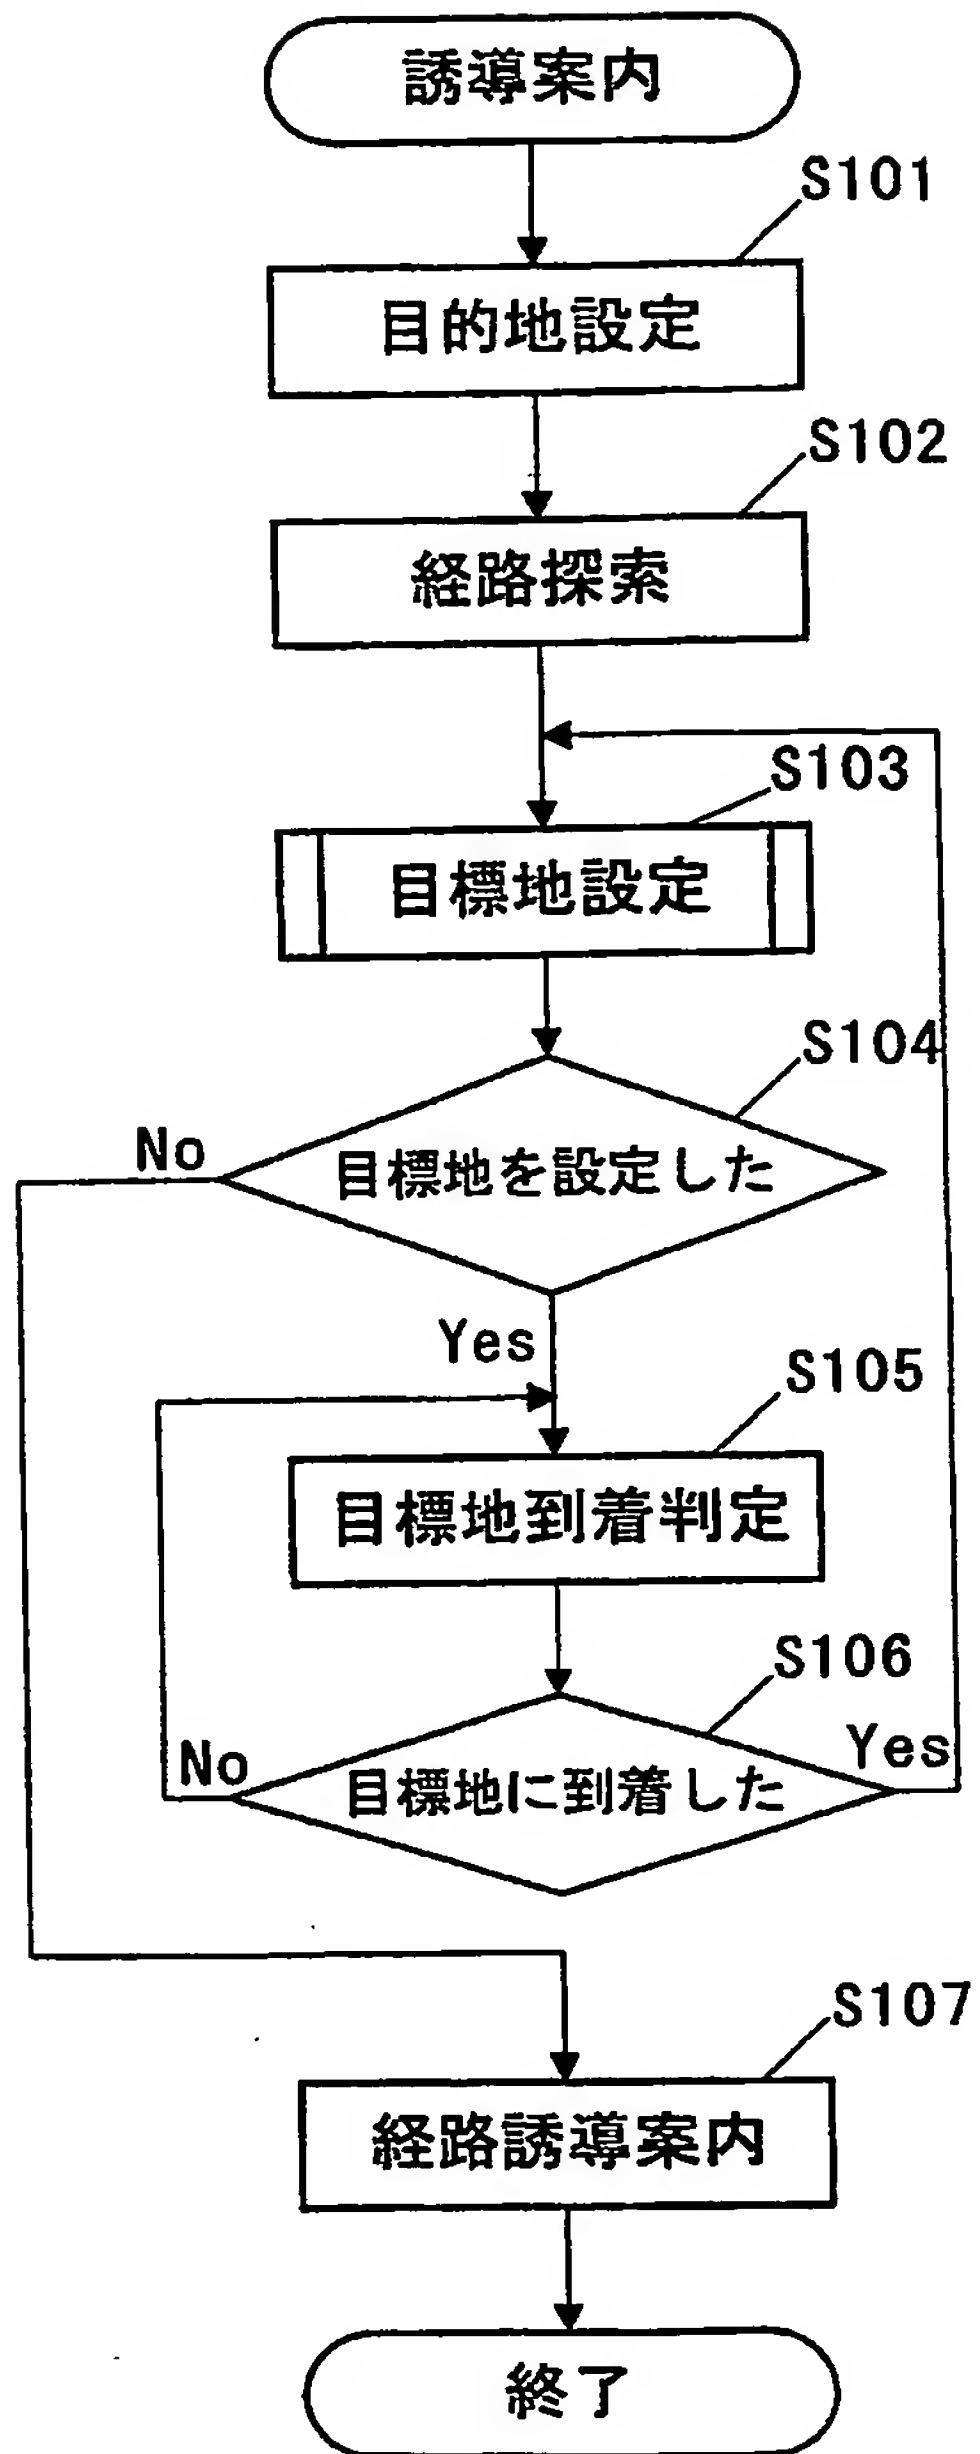 誘導案内
S101
目的地設定
S102
経路探索
S103
目標地設定
S104
No
目標地を設定した
Yes
S105
目標地到着判定
S106
No
目標地に到着した
Yes
S107
経路誘導案内
終了